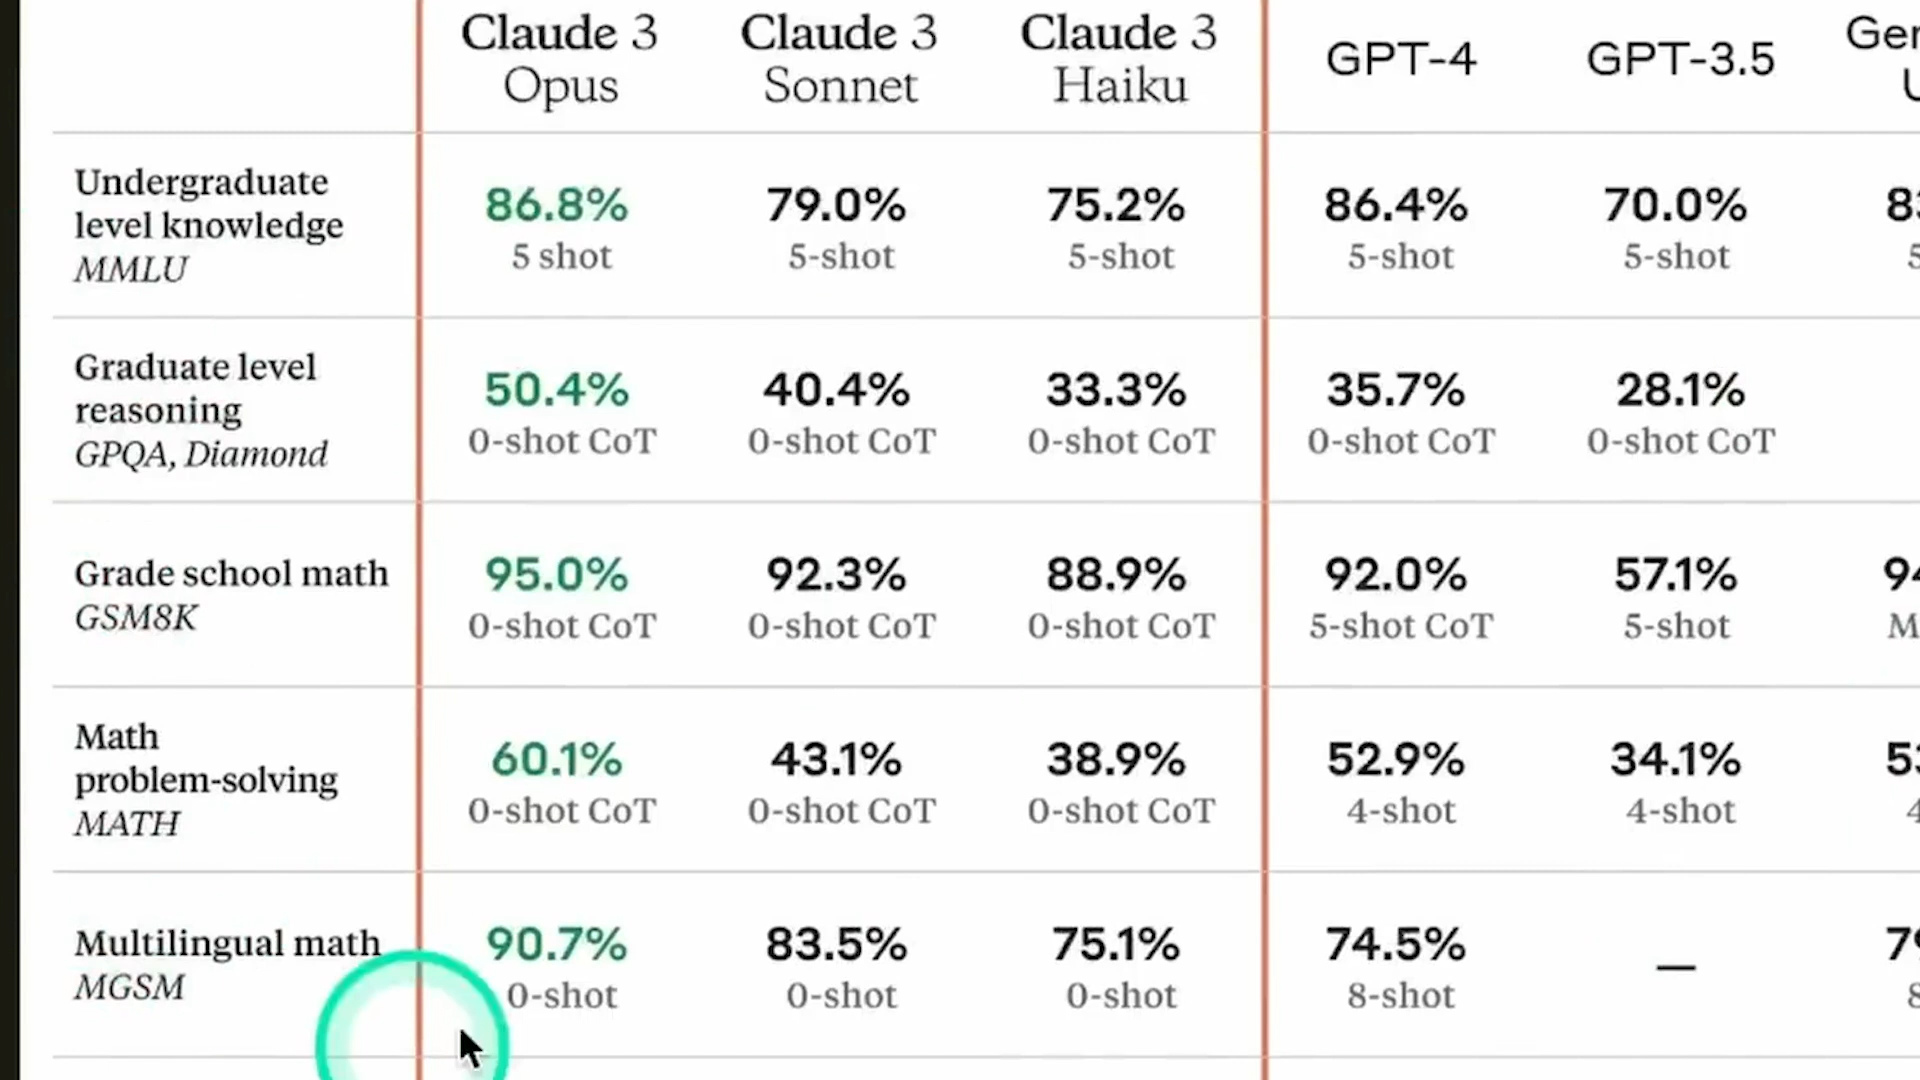 Claude 3 Opus
Claude 3 Sonnet
Claude 3 Haiku
GPT-4
GPT-3.5
Undergraduate
level knowledge
MMLU
86.8% 79.0% 75.2% 86.4% 70.0%
5 shot 5-shot 5-shot 5-shot 5-shot
Graduate level
reasoning
GPQA, Diamond
50.4% 40.4% 33.3% 35.7% 28.1%
0-shot CoT 0-shot CoT 0-shot CoT 0-shot CoT 0-shot CoT
Grade school math
GSM8K
95.0% 92.3% 88.9% 92.0% 57.1%
0-shot CoT 0-shot CoT 0-shot CoT 5-shot CoT 5-shot
Math
problem-solving
MATH
60.1% 43.1% 38.9% 52.9% 34.1%
0-shot CoT 0-shot CoT 0-shot CoT 4-shot 4-shot
Multilingual math
MGSM
90.7% 83.5% 75.1% 74.5% —
0-shot 0-shot 0-shot 8-shot